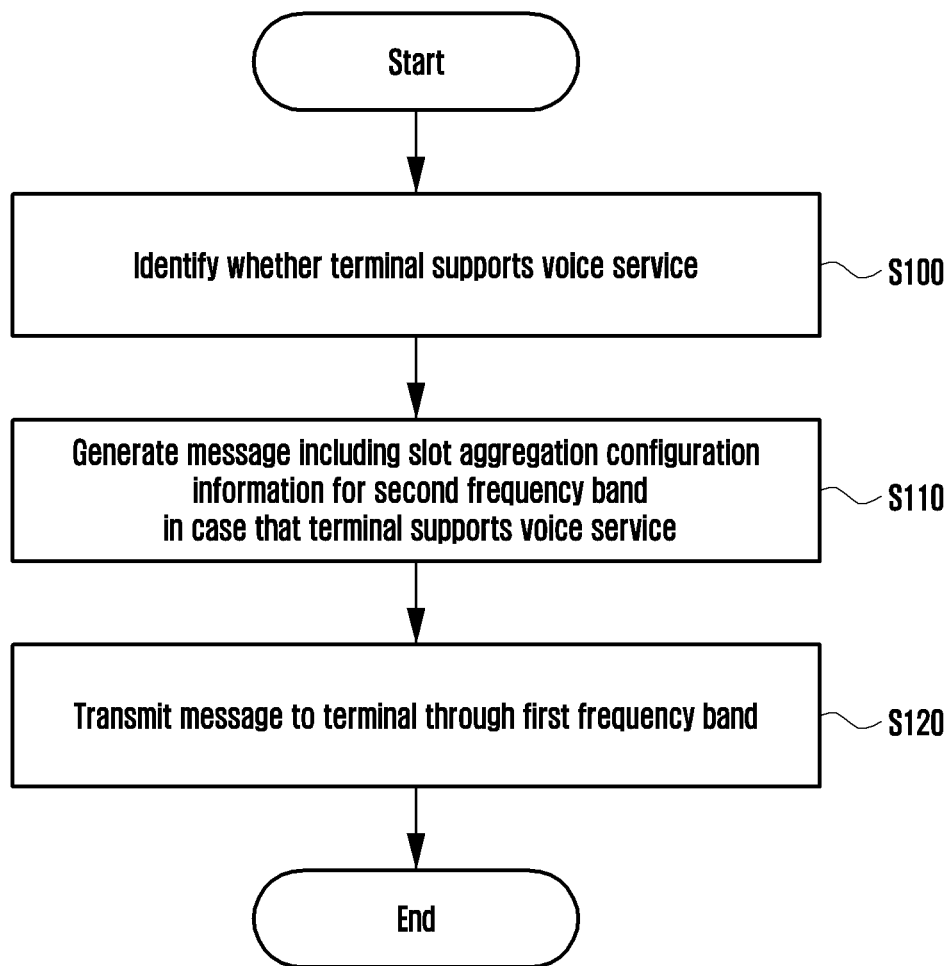 Start
Identify whether terminal supports voice service
S100
Generate message including slot aggregation configuration
information for second frequency band
in case that terminal supports voice service
S110
Transmit message to terminal through first frequency band
S120
End